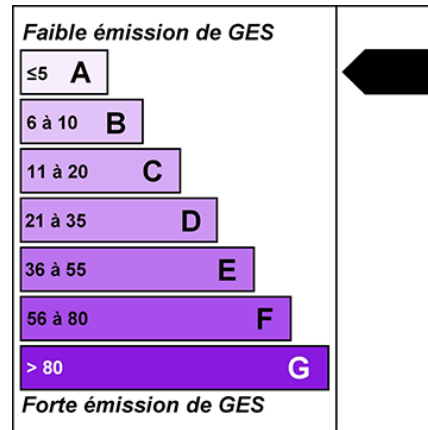 Faible émission de GES
≤5 A
6 à 10 B
11 à 20 C
21 à 35 D
36 à 55 E
56 à 80 F
> 80 G
Forte émission de GES